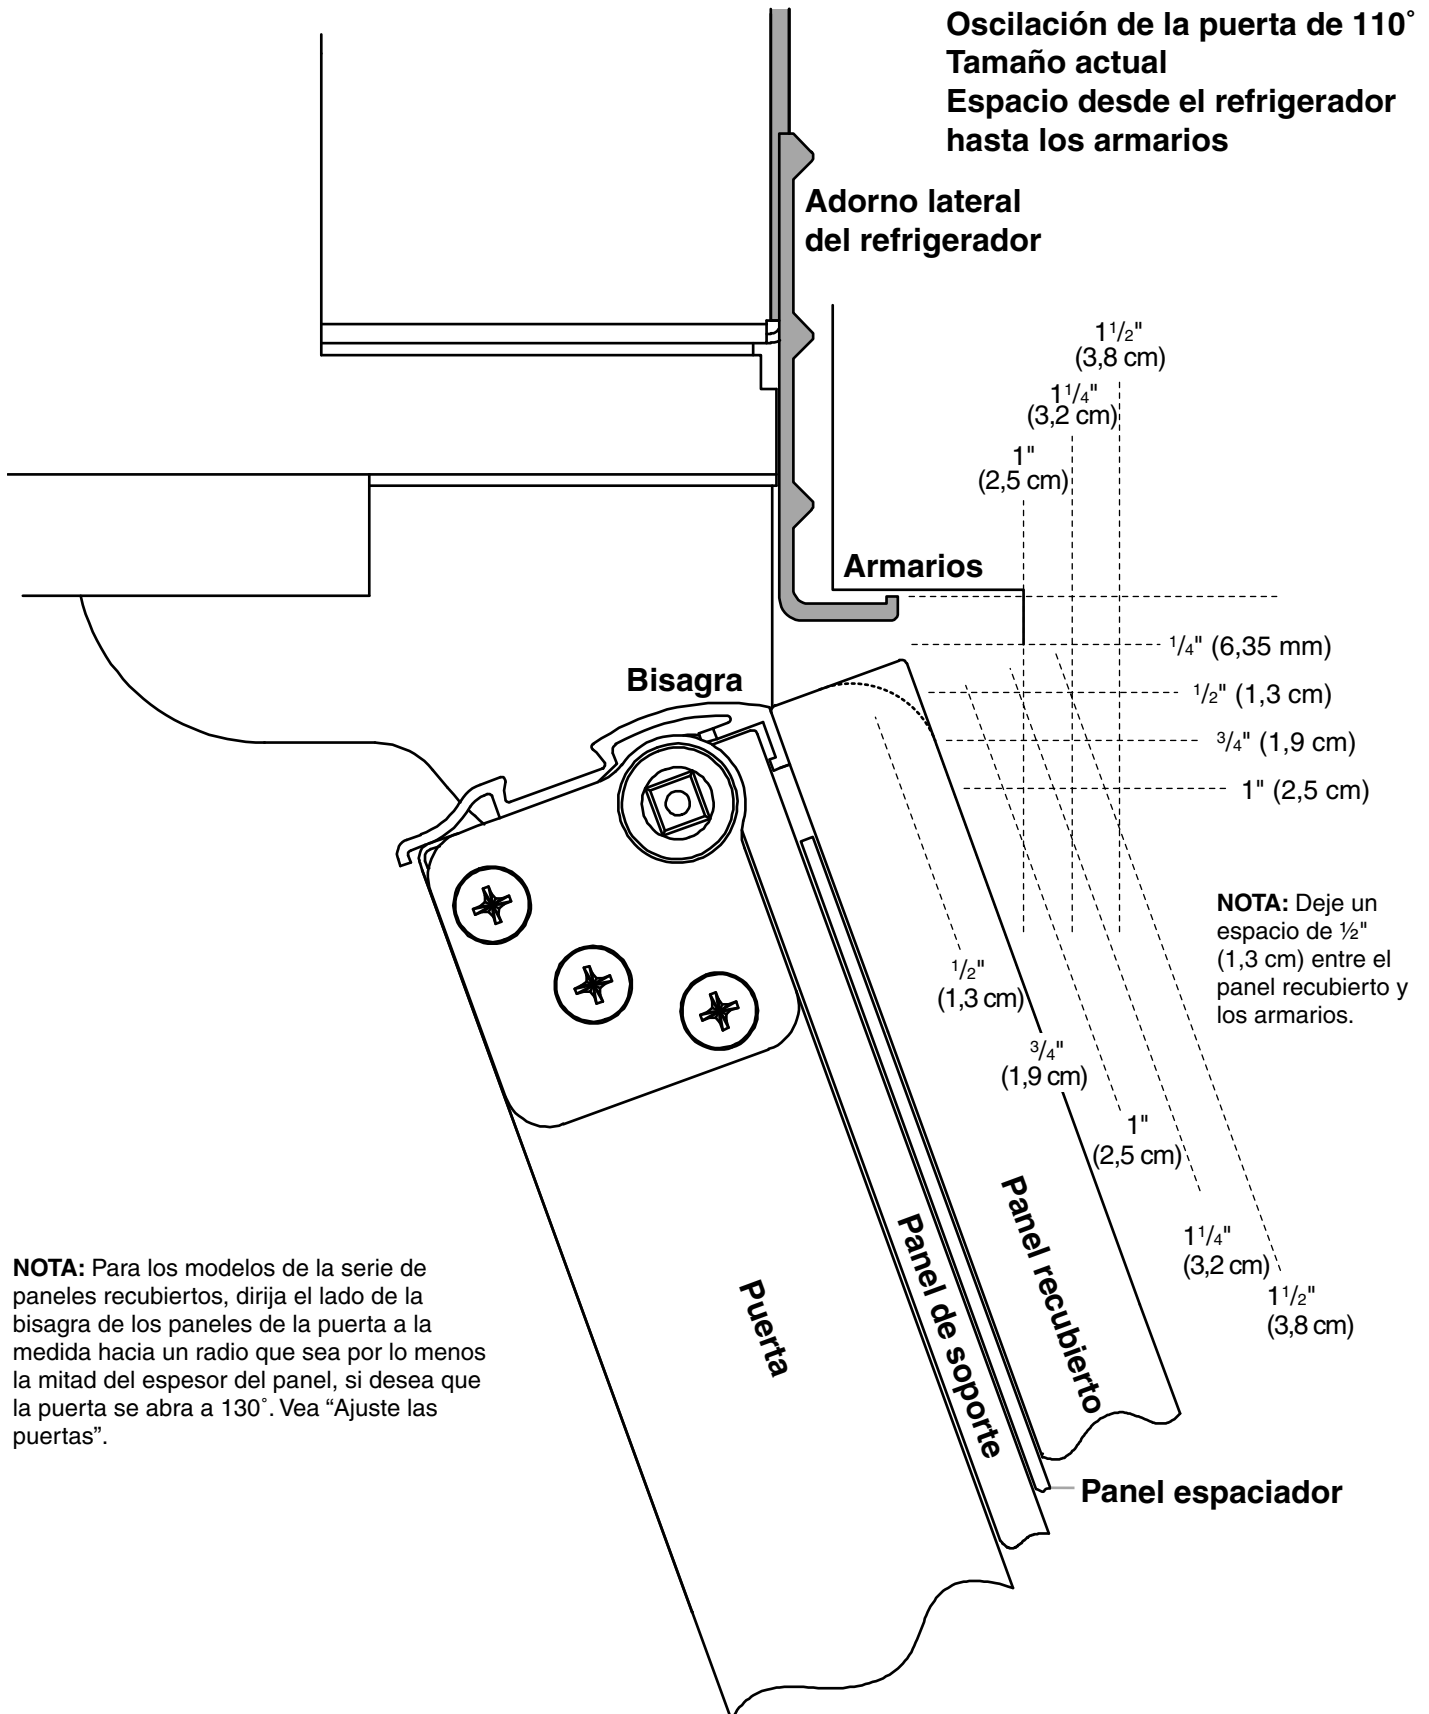 Oscilación de la puerta de 110˚
Tamaño actual
Espacio desde el refrigerador
hasta los armarios
Adorno lateral
del refrigerador
1 1/2"
(3,8 cm)
1 1/4"
(3,2 cm)
1"
(2,5 cm)
Armarios
1/4" (6,35 mm)
Bisagra
1/2" (1,3 cm)
3/4" (1,9 cm)
1" (2,5 cm)
NOTA: Deje un
espacio de ½"
(1,3 cm) entre el
panel recubierto y
los armarios.
1/2"
(1,3 cm)
3/4"
(1,9 cm)
1"
(2,5 cm)
1 1/4"
(3,2 cm)
1 1/2"
(3,8 cm)
Panel recubierto
Panel de soporte
Puerta
NOTA: Para los modelos de la serie de
paneles recubiertos, dirija el lado de la
bisagra de los paneles de la puerta a la
medida hacia un radio que sea por lo menos
la mitad del espesor del panel, si desea que
la puerta se abra a 130˚. Vea “Ajuste las
puertas”.
Panel espaciador